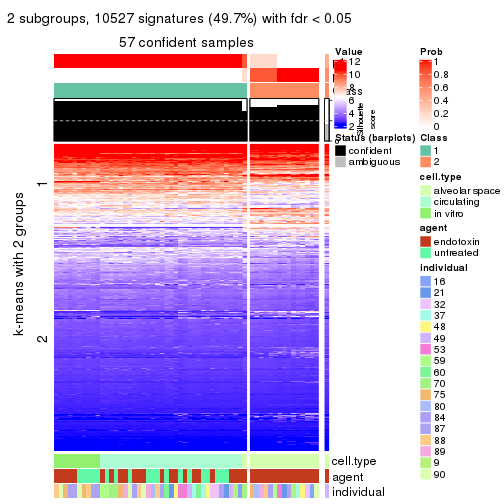 2 subgroups, 10527 signatures (49.7%) with fdr < 0.05
57 confident samples
k-means with 2 groups
1
2
Value
12
10
8
6
4
2
Silhouette
score
Status (barplots)
confident
ambiguous
Prob
1
0.8
0.6
0.4
0.2
0
Class
1
2
cell.type
alveolar space
circulating
in vitro
agent
endotoxin
untreated
individual
16
21
32
37
48
49
53
59
60
70
75
80
84
87
88
89
9
90
cell.type
agent
individual